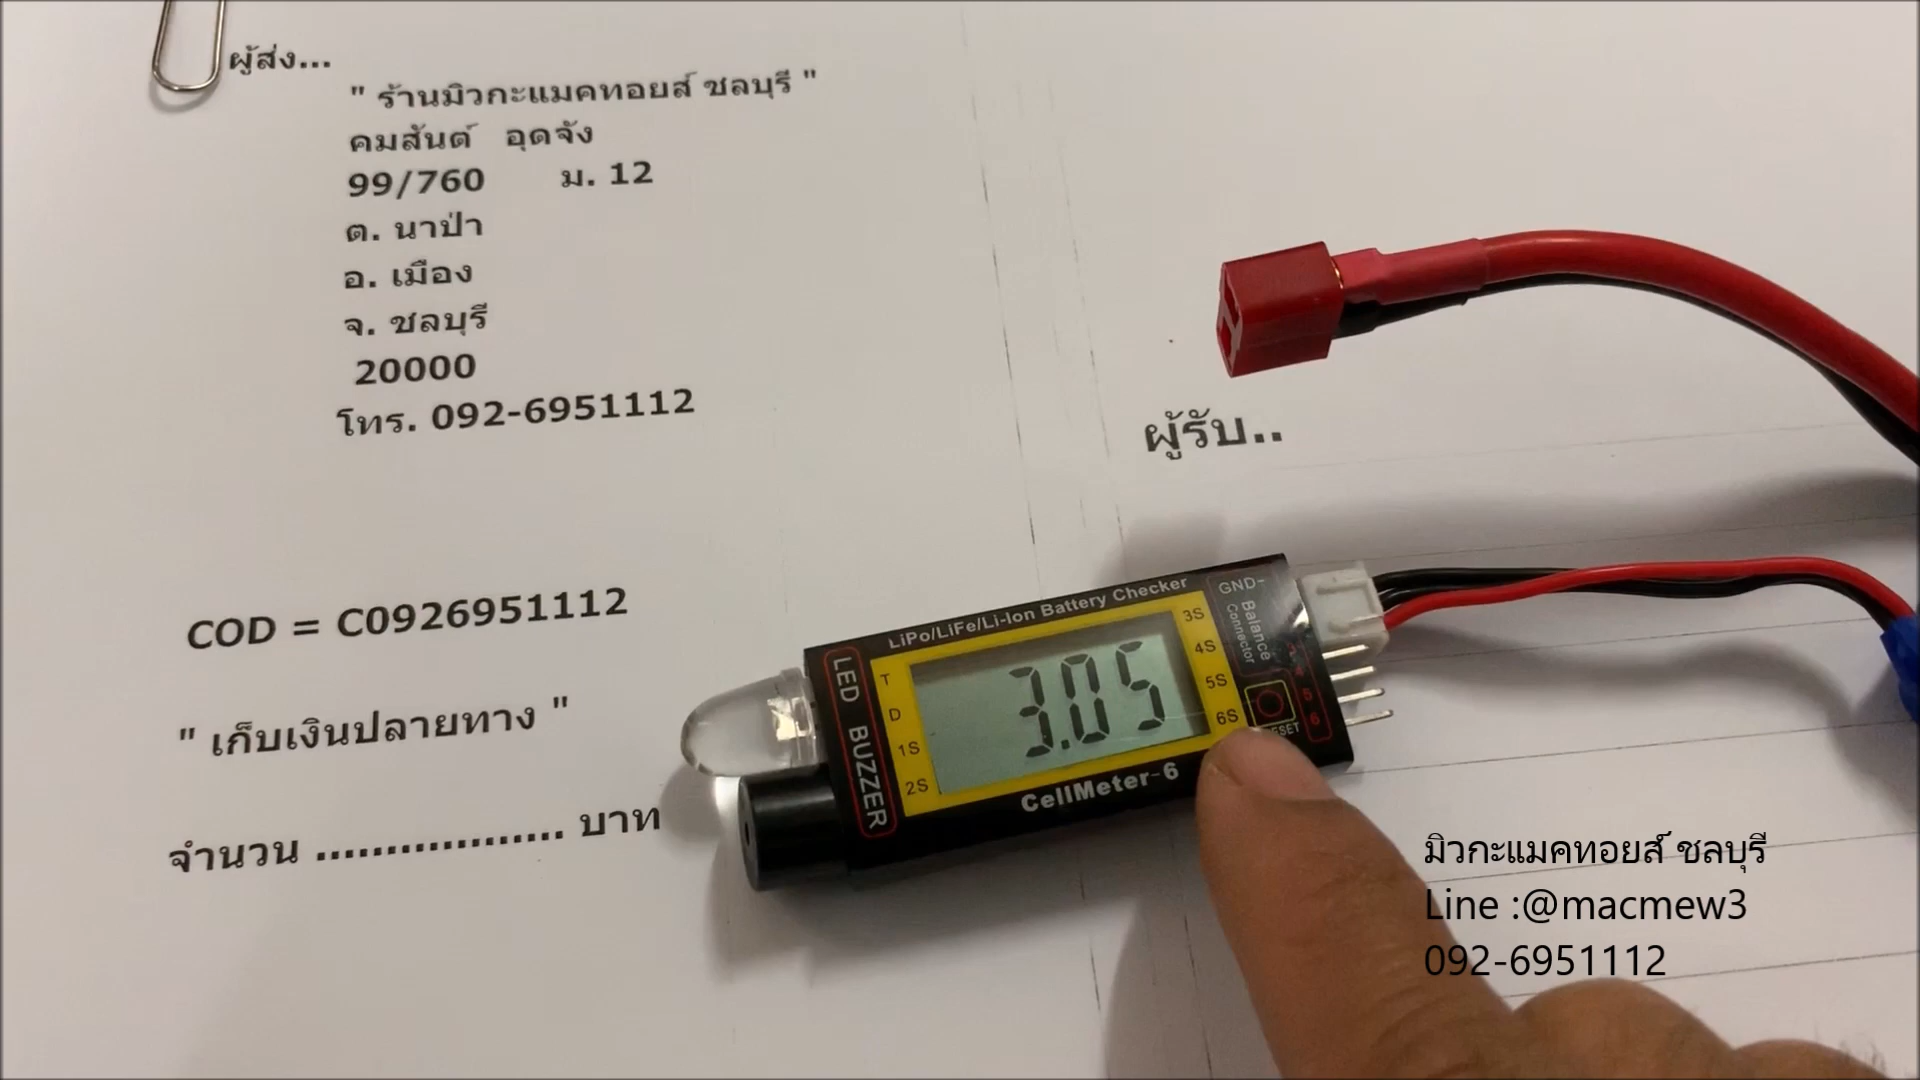 ผู้ส่ง...
" ร้านมิวกะแมคทอยส์ ชลบุรี "
คมสันต์ อุดจัง
99/760 ม. 12
ต. นาป่า
อ. เมือง
จ. ชลบุรี
20000
โทร. 092-6951112
ผู้รับ..
COD = C0926951112
" เก็บเงินปลายทาง "
จำนวน .................. บาท
LiPo/LiFe/Li-Ion Battery Checker
LED BUZZER
T
D
1S
2S
3.05
3S
4S
5S
6S
GND-
Balance
Connector
4
5
6
CellMeter-6
มิวกะแมคทอยส์ ชลบุรี
Line :@macmew3
092-6951112